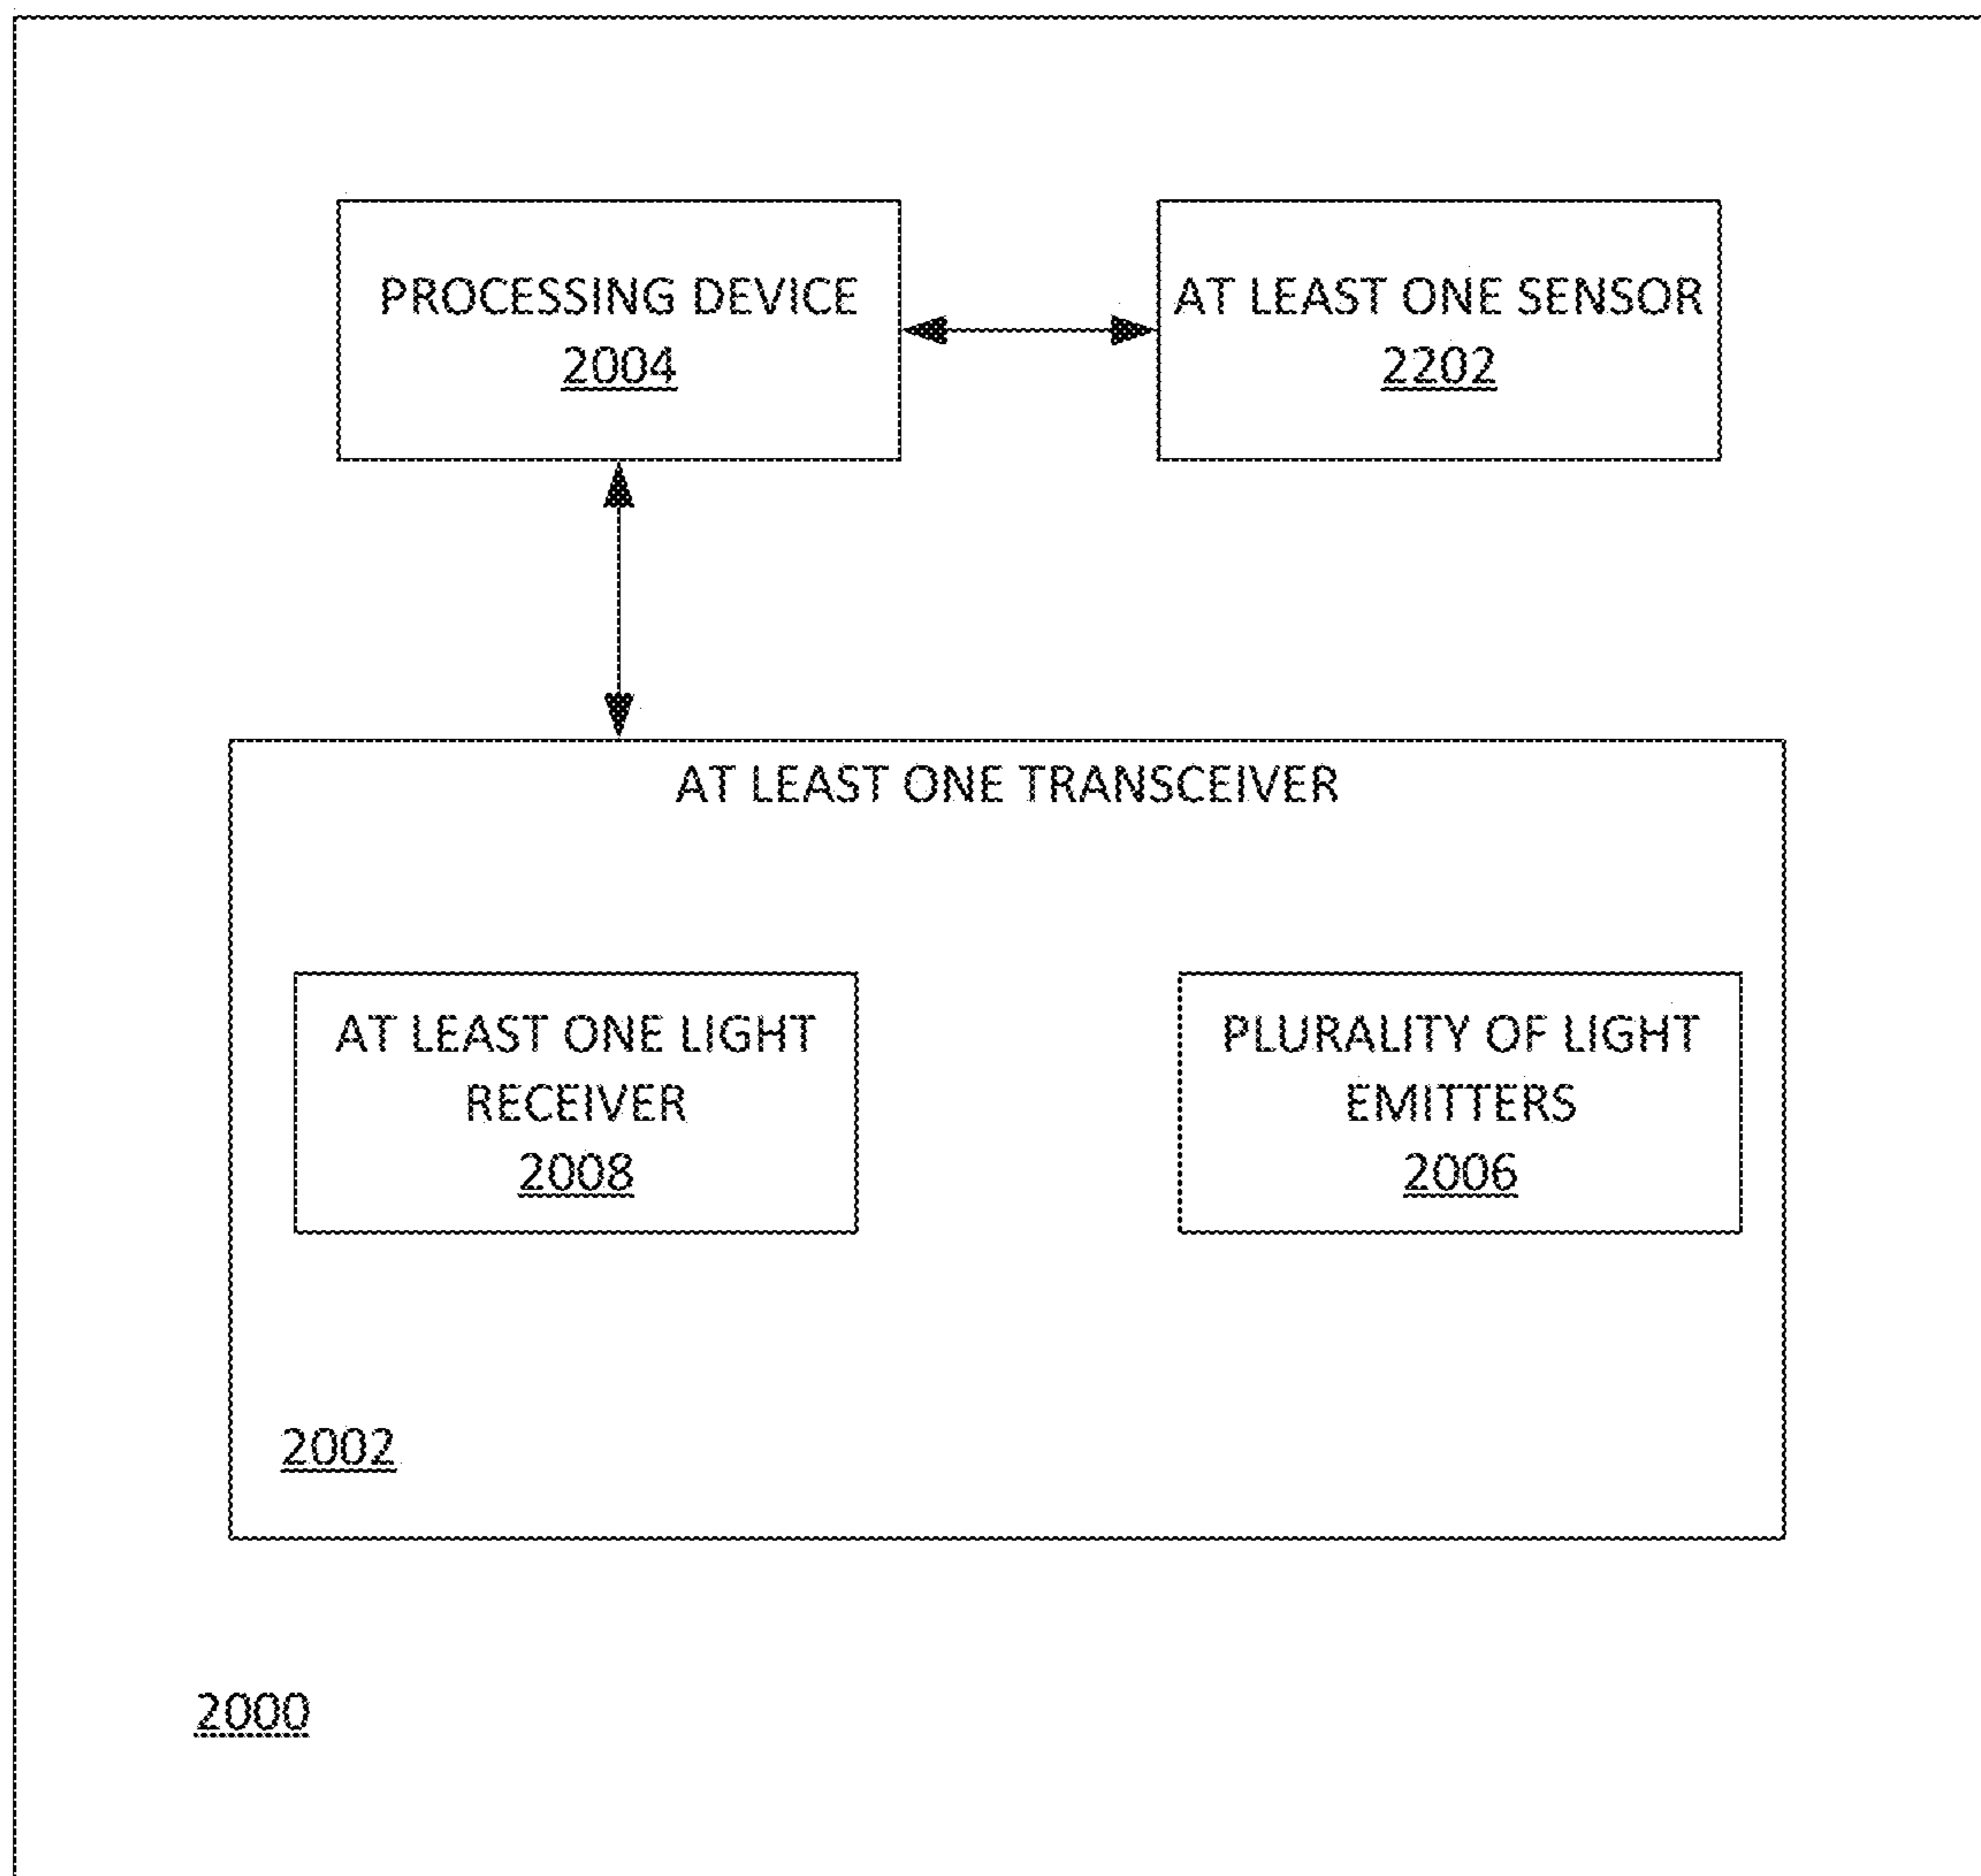 PROCESSING DEVICE
2004
AT LEAST ONE SENSOR
2202
AT LEAST ONE TRANSCEIVER
AT LEAST ONE LIGHT
RECEIVER
2008
PLURALITY OF LIGHT
EMITTERS
2006
2002
2000